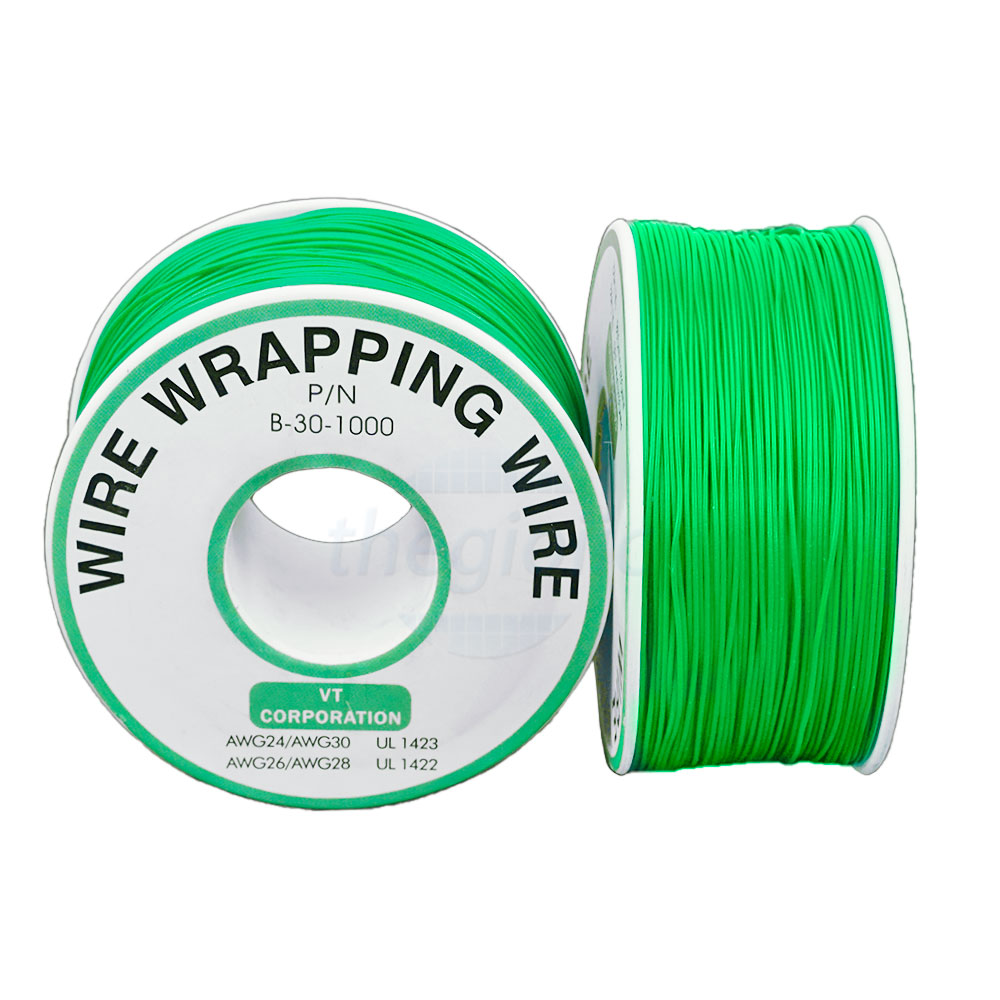 WIRE WRAPPING WIRE
P/N
B-30-1000
VT
CORPORATION
AWG24/AWG30 UL 1423
AWG26/AWG28 UL 1422